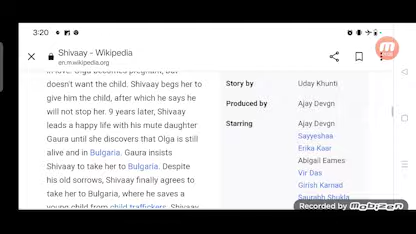 3:20
Shivaay - Wikipedia
en.m.wikipedia.org
in love. Olga becomes pregnant, but
doesn't want the child. Shivaay begs her to
give him the child, after which he says he
will not stop her. 9 years later, Shivaay
leads a happy life with his mute daughter
Gaura until she discovers that Olga is still
alive and in Bulgaria. Gaura insists
Shivaay to take her to Bulgaria. Despite
his old sorrows, Shivaay finally agrees to
take her to Bulgaria, where he saves a
young child from child traffickers. Shivaay
Story by Uday Khunti
Produced by Ajay Devgn
Starring Ajay Devgn
Sayyeshaa
Erika Kaar
Abigail Eames
Vir Das
Girish Karnad
Saurabh Shukla
Recorded by mobizen